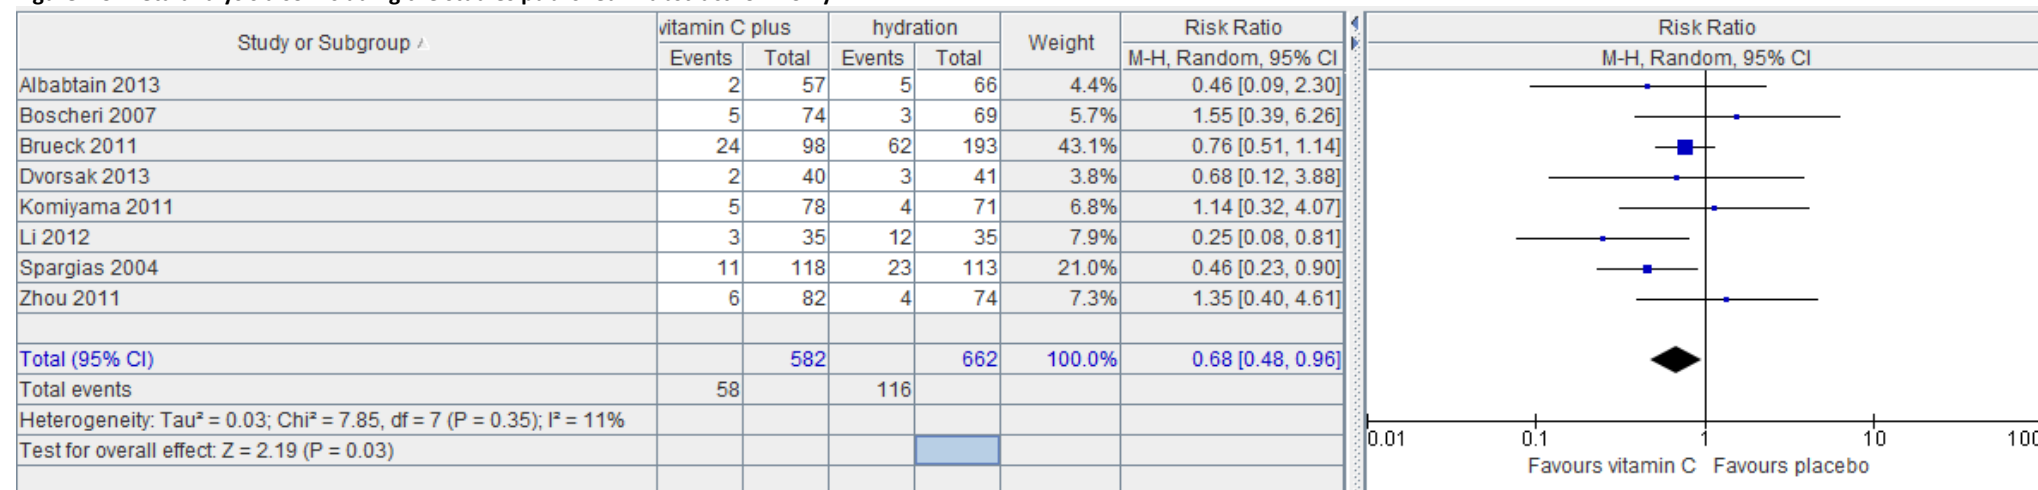 Study or Subgroup
vitamin C plus hydration Weight Risk Ratio Risk Ratio
Events Total Events Total M-H, Random, 95% CI M-H, Random, 95% CI
Albabtain 2013 2 57 5 66 4.4% 0.46 [0.09, 2.30]
Boscheri 2007 5 74 3 69 5.7% 1.55 [0.39, 6.26]
Brueck 2011 24 98 62 193 43.1% 0.76 [0.51, 1.14]
Dvorsak 2013 2 40 3 41 3.8% 0.68 [0.12, 3.88]
Komiyama 2011 5 78 4 71 6.8% 1.14 [0.32, 4.07]
Li 2012 3 35 12 35 7.9% 0.25 [0.08, 0.81]
Spargias 2004 11 118 23 113 21.0% 0.46 [0.23, 0.90]
Zhou 2011 6 82 4 74 7.3% 1.35 [0.40, 4.61]
Total (95% CI) 582 662 100.0% 0.68 [0.48, 0.96]
Total events 58 116
Heterogeneity: Tau² = 0.03; Chi² = 7.85, df = 7 (P = 0.35); I² = 11%
Test for overall effect: Z = 2.19 (P = 0.03)
0.01 0.1 1 10 100
Favours vitamin C Favours placebo